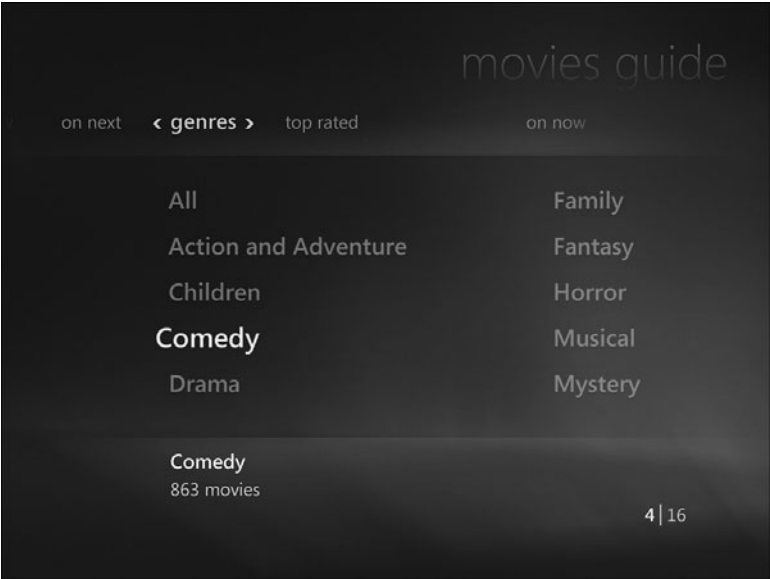 movies guide
on next ‹ genres › top rated on now
All
Action and Adventure
Children
Comedy
Drama
Family
Fantasy
Horror
Musical
Mystery
Comedy
863 movies
4|16